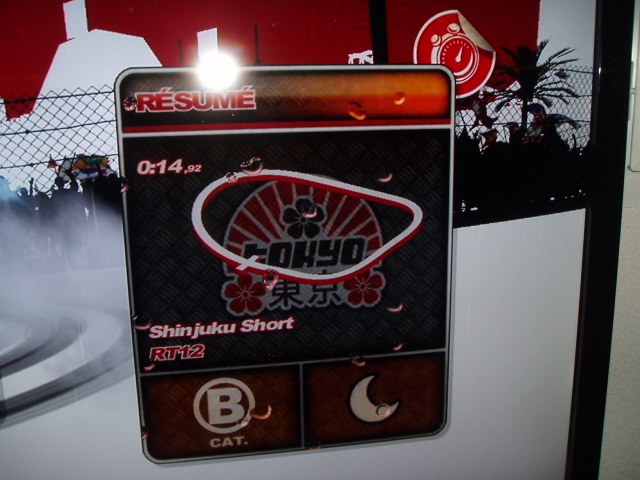 RÉSUMÉ
0:14,92
TOKYO
東京
Shinjuku Short
RT12
B
CAT.